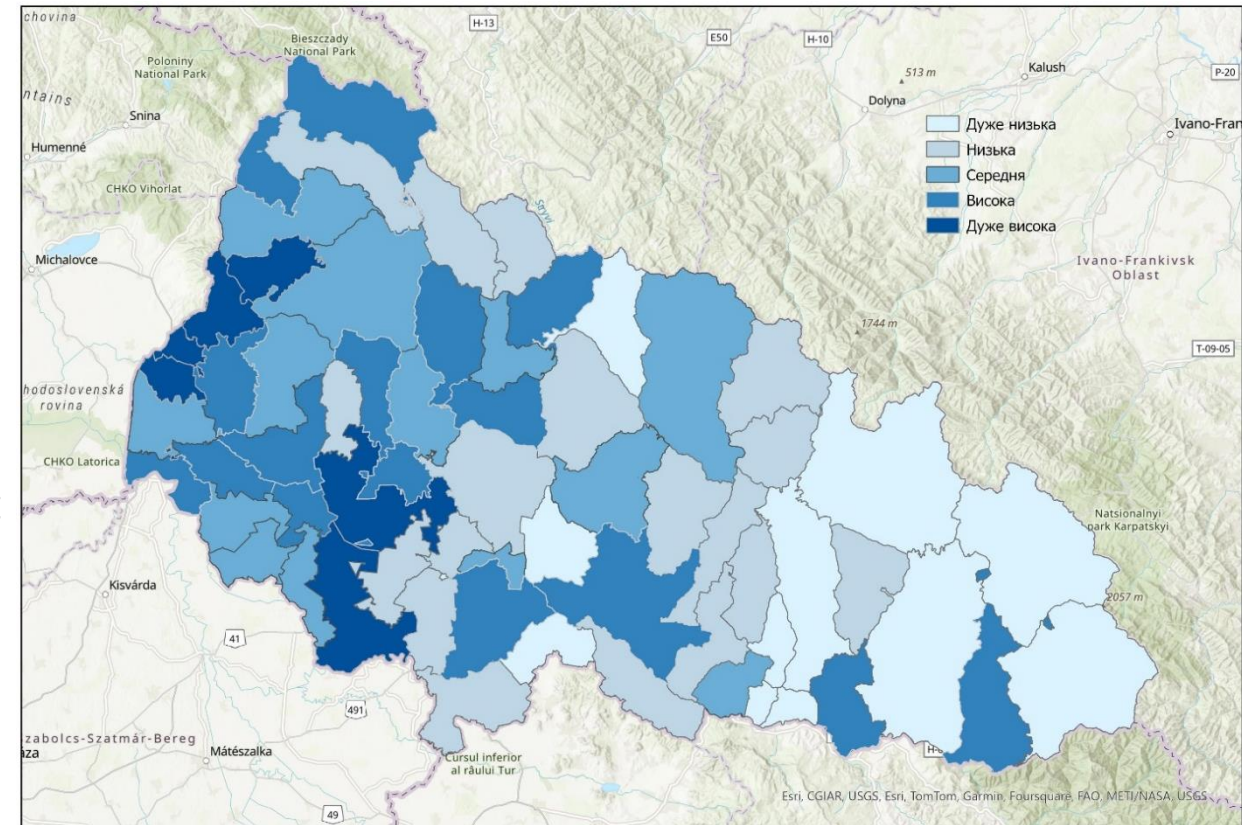 chovina
H-13
Bieszczady
National Park
E50
H-10
Poloniny
National Park
513 m
Kalush
P-20
ntains
Snina
Dolyna
Ivano-Fran
Humenné
CHKO Vihorlat
Stryi
Michalovce
Ivano-Frankivsk
Oblast
Дуже низька
Низька
Середня
Висока
Дуже висока
1744 m
T-09-05
hodoslovenská
rovina
CHKO Latorica
Natsionalnyi
park Karpatskyi
Kisvárda
2057 m
41
491
zabolcs-Szatmár-Bereg
za
Mátészalka
Cursul inferior
al râului Tur
49
Esri, CGIAR, USGS, Esri, TomTom, Garmin, Foursquare, FAO, METI/NASA, USGS